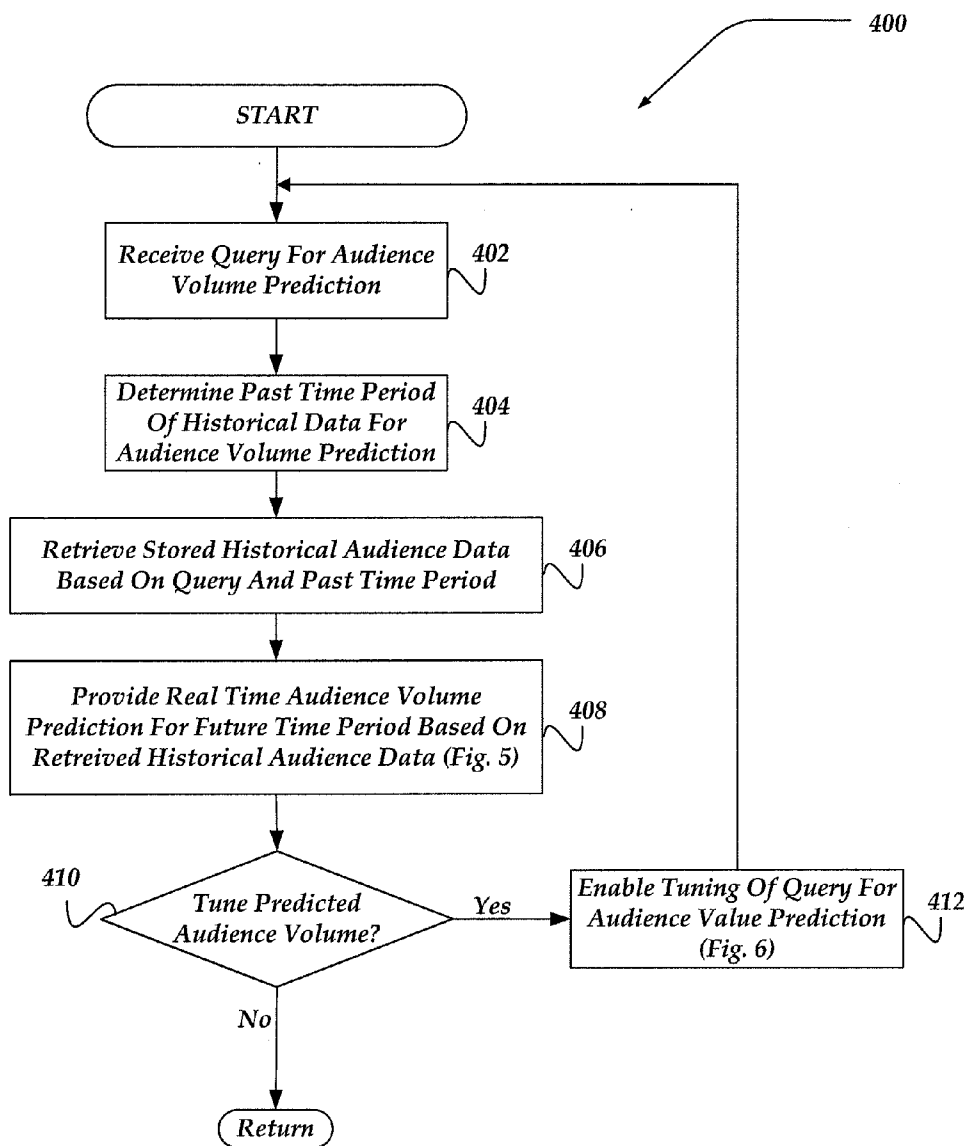 400
START
Receive Query For Audience
Volume Prediction
402
Determine Past Time Period
Of Historical Data For
Audience Volume Prediction
404
Retrieve Stored Historical Audience Data
Based On Query And Past Time Period
406
Provide Real Time Audience Volume
Prediction For Future Time Period Based On
Retreived Historical Audience Data (Fig. 5)
408
410
Tune Predicted
Audience Volume?
Yes
Enable Tuning Of Query For
Audience Value Prediction
(Fig. 6)
412
No
Return